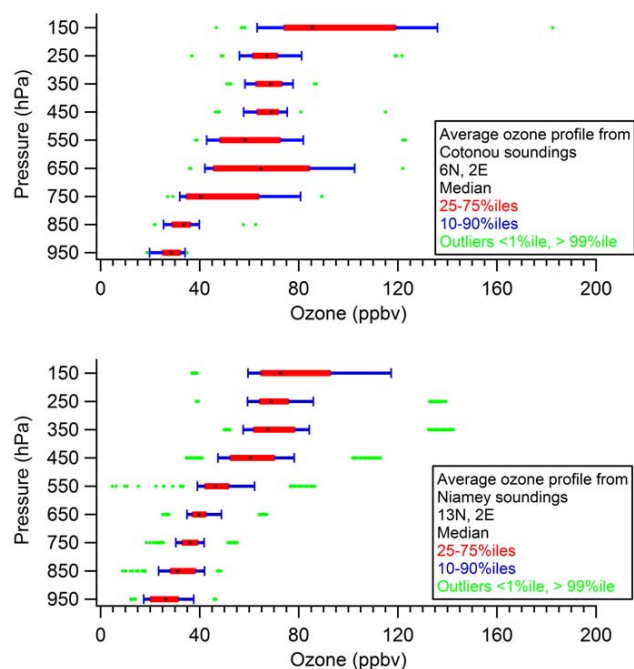 150
250
350
450
550
650
750
850
950
Pressure (hPa)
0
40
80
120
160
200
Ozone (ppbv)
Average ozone profile from
Cotonou soundings
6N, 2E
Median
25-75%iles
10-90%iles
Outliers <1%ile, > 99%ile
150
250
350
450
550
650
750
850
950
Pressure (hPa)
0
40
80
120
160
200
Ozone (ppbv)
Average ozone profile from
Niamey soundings
13N, 2E
Median
25-75%iles
10-90%iles
Outliers <1%ile, > 99%ile